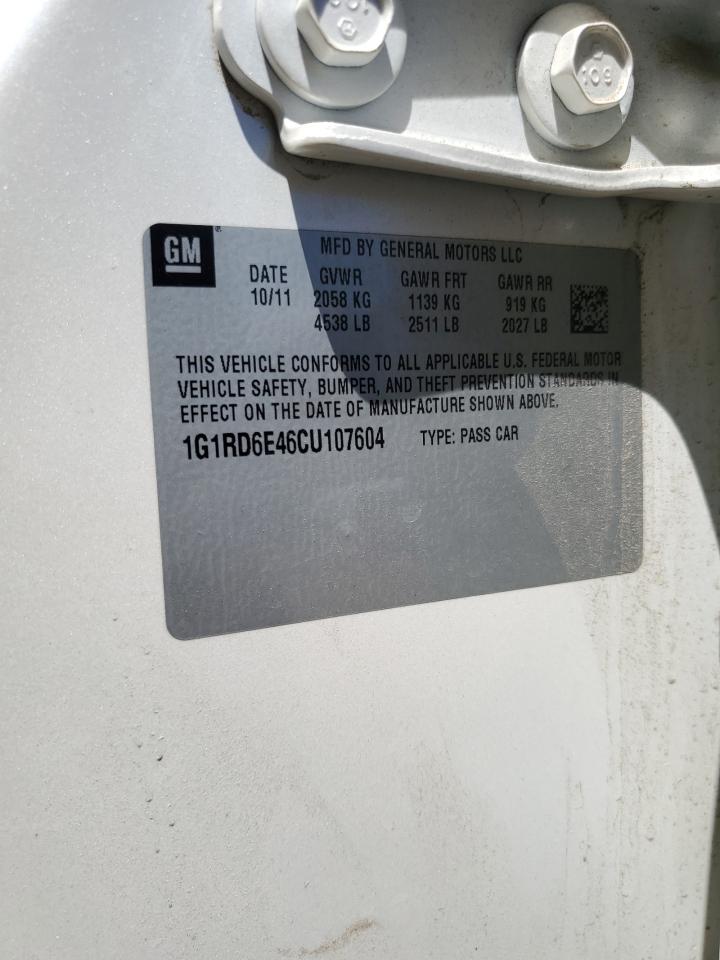 109
GM
MFD BY GENERAL MOTORS LLC
DATE GVWR GAWR FRT GAWR RR
10/11 2058 KG 1139 KG 919 KG
4538 LB 2511 LB 2027 LB
THIS VEHICLE CONFORMS TO ALL APPLICABLE U.S. FEDERAL MOTOR
VEHICLE SAFETY, BUMPER, AND THEFT PREVENTION STANDARDS IN
EFFECT ON THE DATE OF MANUFACTURE SHOWN ABOVE.
1G1RD6E46CU107604 TYPE: PASS CAR